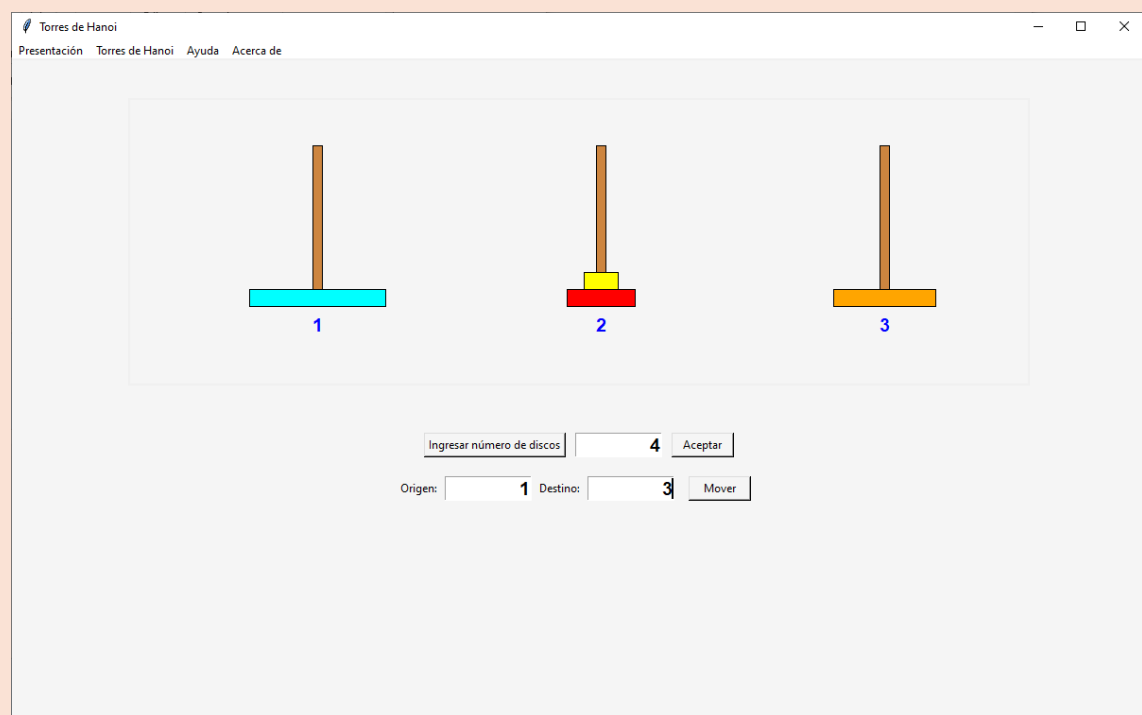 Torres de Hanoi
Presentación Torres de Hanoi Ayuda Acerca de
1 2 3
Ingresar número de discos 4 Aceptar
Origen: 1 Destino: 3 Mover